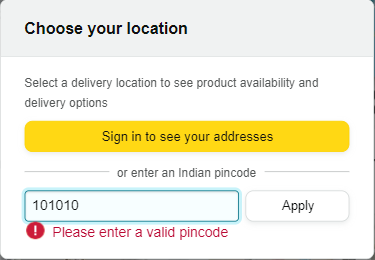 Choose your location
Select a delivery location to see product availability and
delivery options
Sign in to see your addresses
or enter an Indian pincode
101010
Apply
Please enter a valid pincode